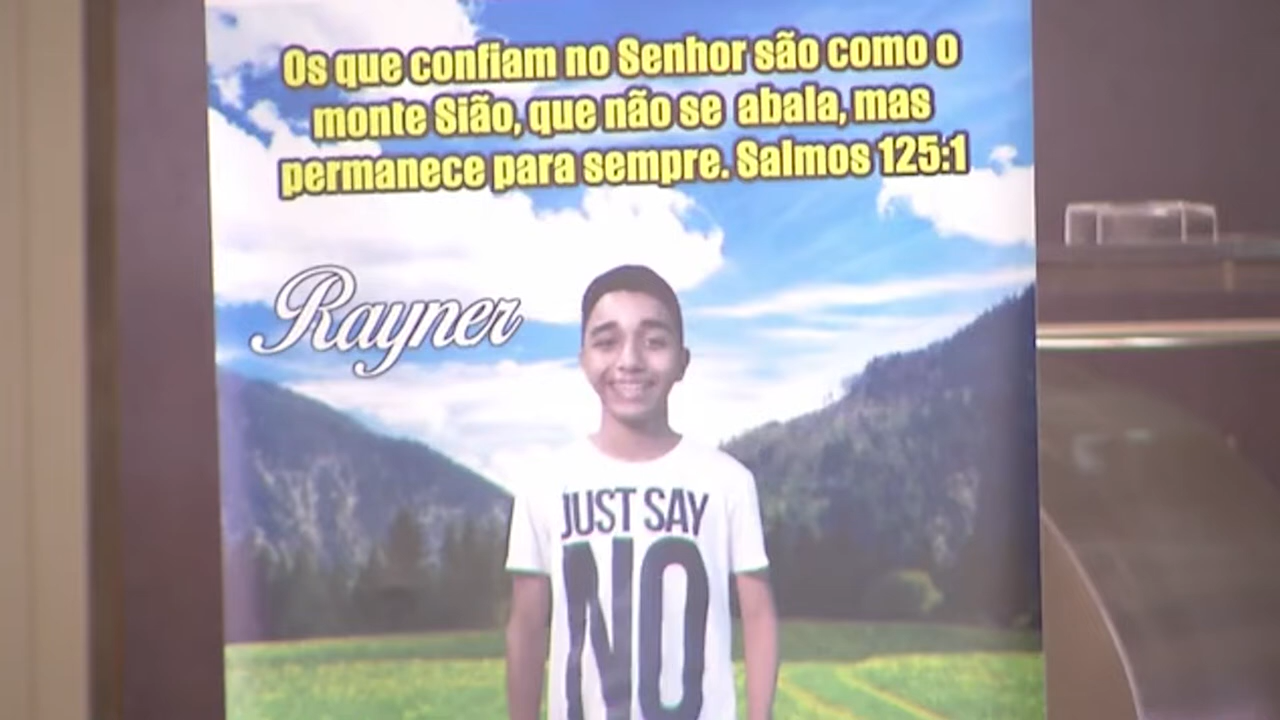 Os que confiam no Senhor são como o
monte Sião, que não se abala, mas
permanece para sempre. Salmos 125:1
Rayner
JUST SAY
NO